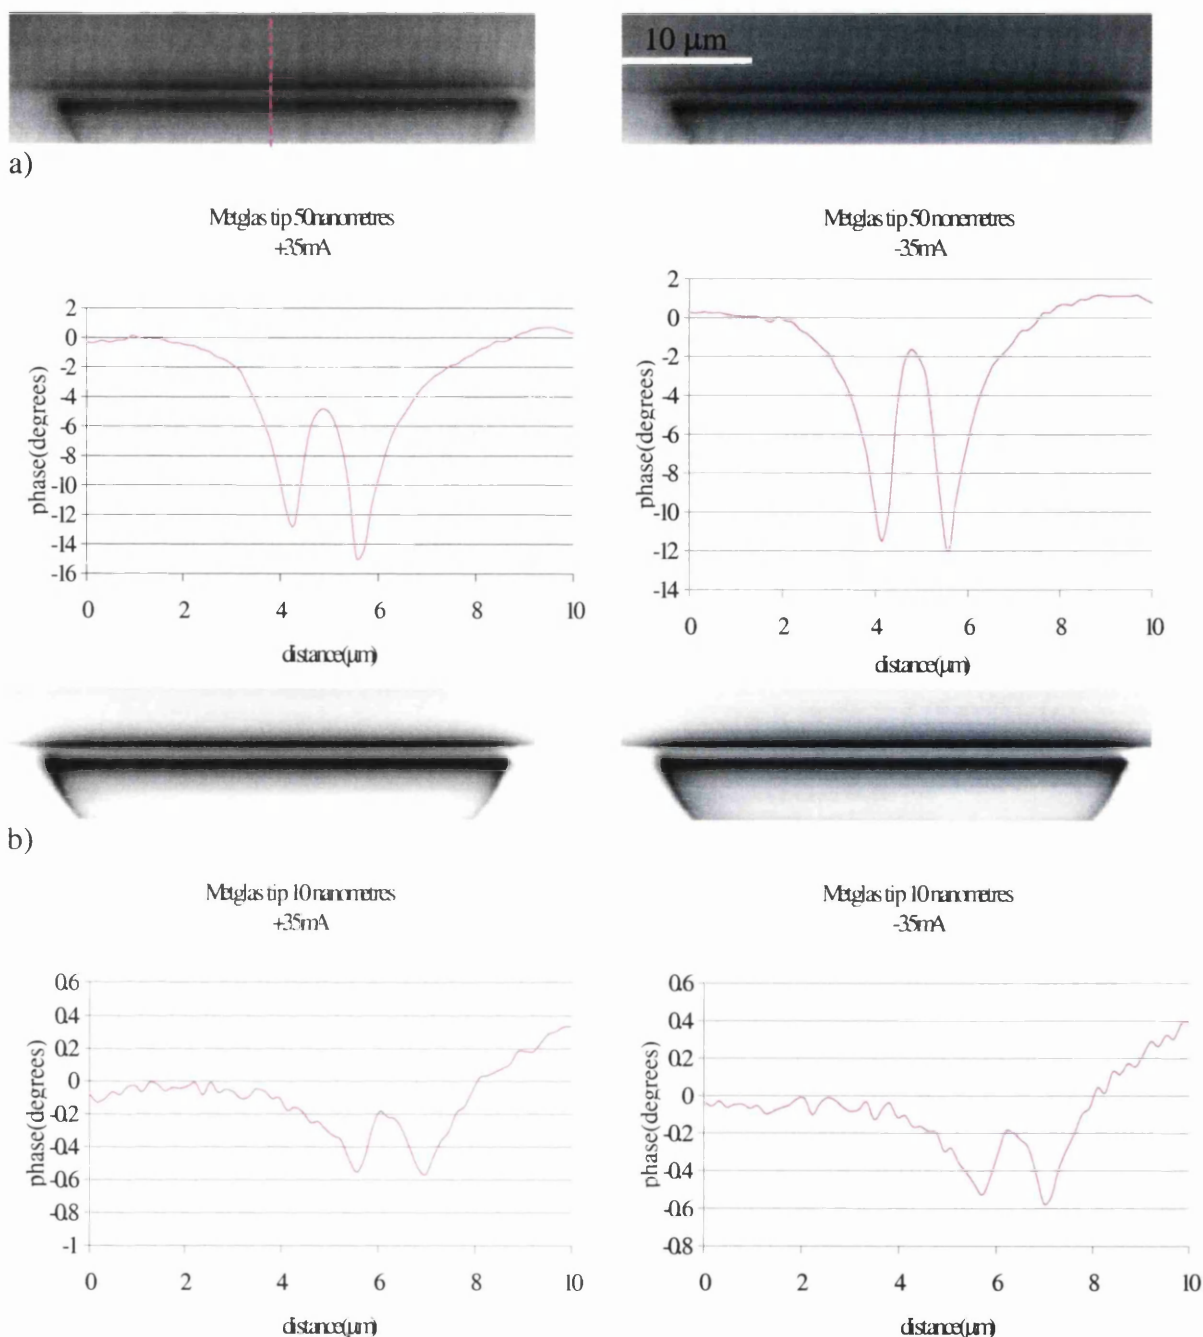 10 μm
a)
Metglas tip 50nanometres
+35mA
Metglas tip 50 nonemetres
-35mA
phase(degrees)
2
0
-2
-4
-6
-8
-10
-12
-14
-16
0 2 4 6 8 10
distance(μm)
phase(degrees)
2
0
-2
-4
-6
-8
-10
-12
-14
0 2 4 6 8 10
distance(μm)
b)
Metglas tip 10 nanometres
+35mA
Metglas tip 10 nanometres
-35mA
phase(degrees)
0.6
0.4
0.2
0
-0.2
-0.4
-0.6
-0.8
-1
0 2 4 6 8 10
distance(μm)
phase(degrees)
0.6
0.4
0.2
0
-0.2
-0.4
-0.6
-0.8
0 2 4 6 8 10
distance(μm)